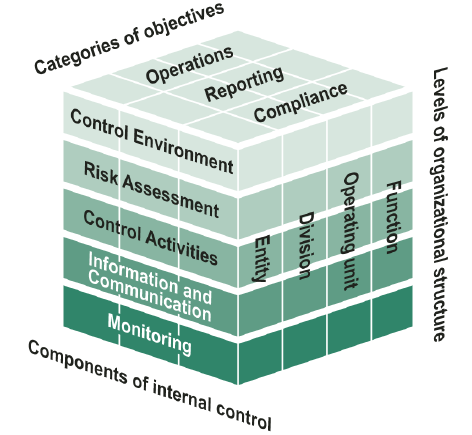 Categories of objectives
Operations
Reporting
Compliance
Control Environment
Risk Assessment
Control Activities
Information and
Communication
Monitoring
Entity
Division
Operating unit
Function
Levels of organizational structure
Components of internal control